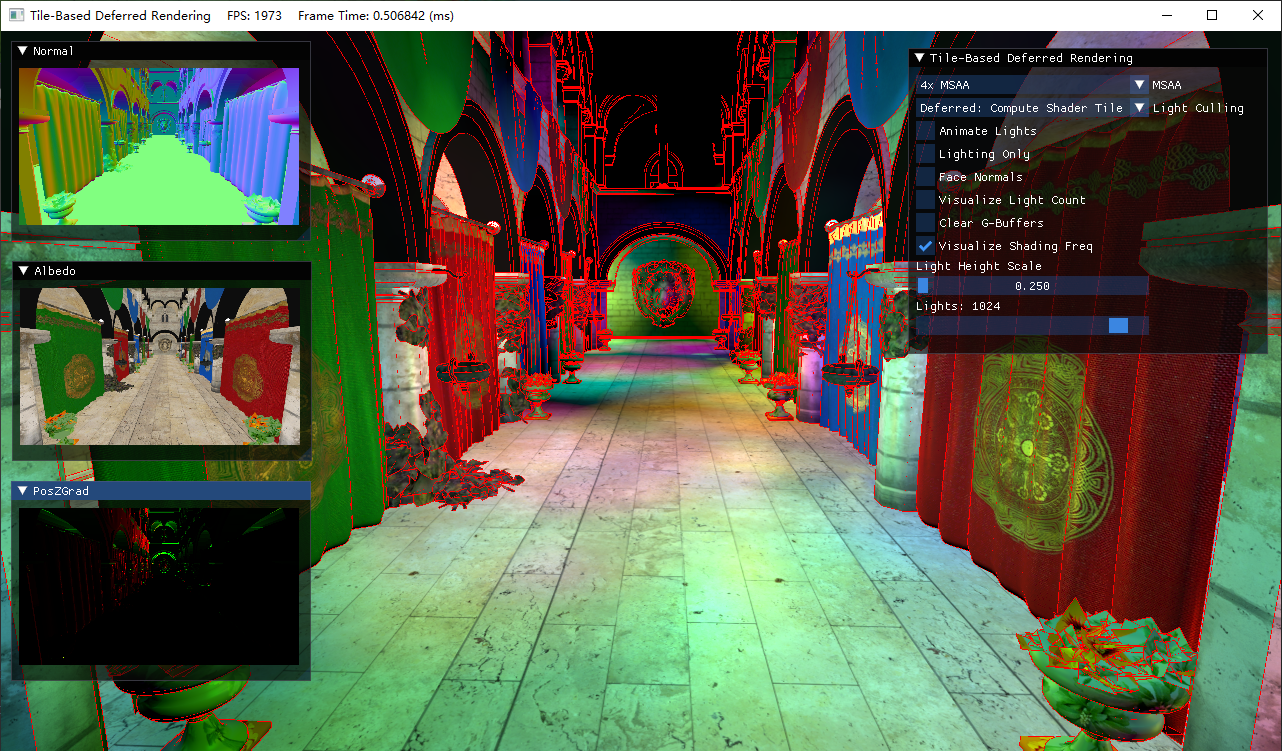 Tile-Based Deferred Rendering FPS: 1973 Frame Time: 0.506842 (ms)
Normal
Albedo
PosZGrad
Tile-Based Deferred Rendering
4x MSAA MSAA
Deferred: Compute Shader Tile Light Culling
Animate Lights
Lighting Only
Face Normals
Visualize Light Count
Clear G-Buffers
Visualize Shading Freq
Light Height Scale
0.250
Lights: 1024